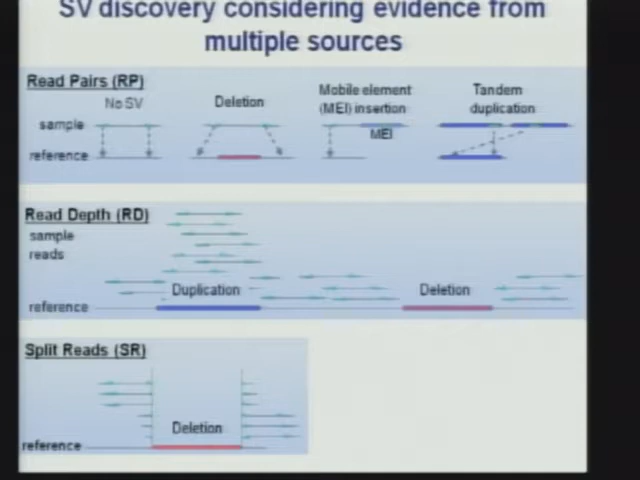 SV discovery considering evidence from
multiple sources
Read Pairs (RP)
No SV
Deletion
Mobile element
(MEI) insertion
Tandem
duplication
sample
MEI
reference
Read Depth (RD)
sample
reads
Duplication
Deletion
reference
Split Reads (SR)
Deletion
reference